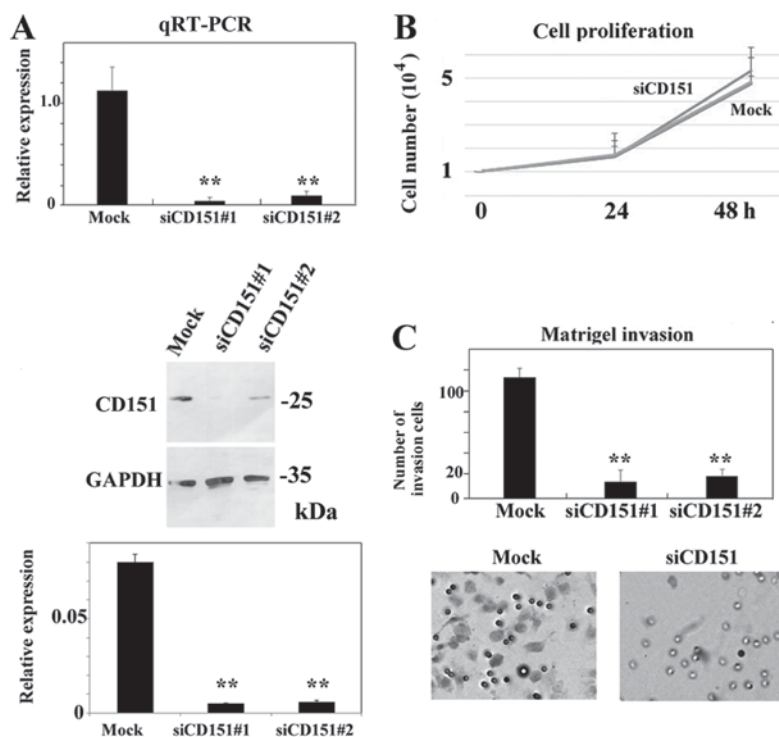 A
qRT-PCR
Relative expression
1.0
0
**
**
Mock
siCD151#1
siCD151#2
Mock
siCD151#1
siCD151#2
CD151
-25
GAPDH
-35
kDa
Relative expression
0.05
0
**
**
Mock
siCD151#1
siCD151#2
B
Cell proliferation
Cell number (10⁴)
5
1
siCD151
Mock
0
24
48 h
C
Matrigel invasion
Number of
invasion cells
100
20
0
**
**
Mock
siCD151#1
siCD151#2
Mock
siCD151